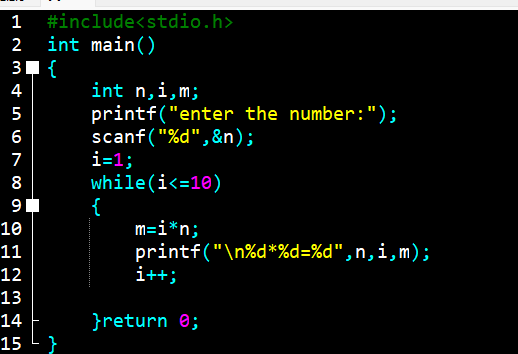 1 #include<stdio.h>
2 int main()
3 {
4     int n,i,m;
5     printf("enter the number:");
6     scanf("%d",&n);
7     i=1;
8     while(i<=10)
9     {
10         m=i*n;
11         printf("\n%d*%d=%d",n,i,m);
12         i++;
13
14     }return 0;
15 }